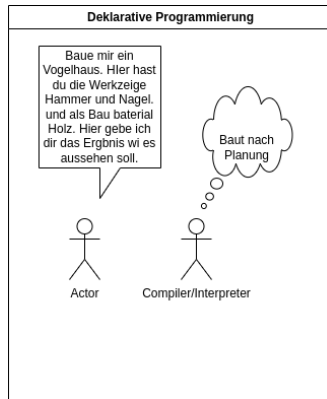 Deklarative Programmierung
Baue mir ein
Vogelhaus. HIer hast
du die Werkzeige
Hammer und Nagel.
und als Bau baterial
Holz. Hier gebe ich
dir das Ergbnis wi es
aussehen soll.
Baut nach
Planung
Actor
Compiler/Interpreter